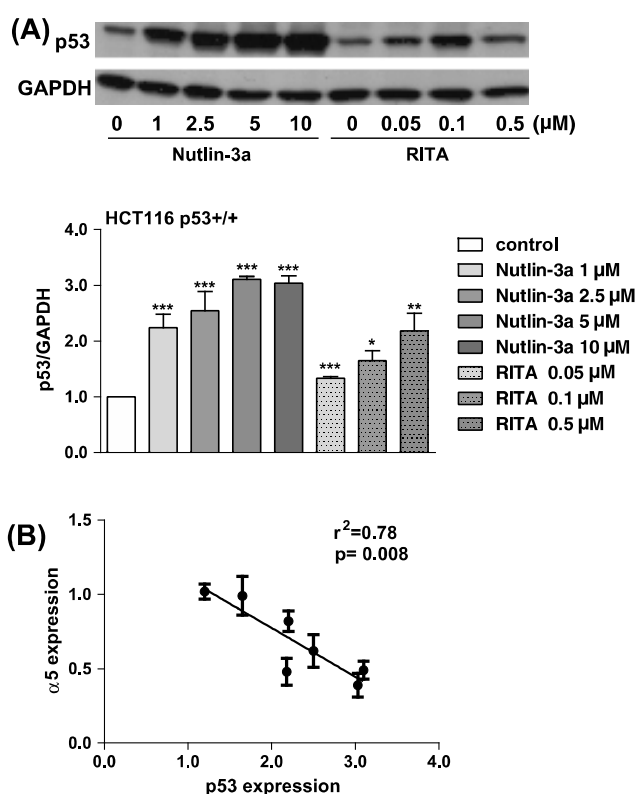 (A)
p53
GAPDH
0 1 2.5 5 10 0 0.05 0.1 0.5 (µM)
Nutlin-3a RITA
HCT116 p53+/+
4.0
3.0
2.0
1.0
0.0
p53/GAPDH
*** *** *** *** *** * **
control
Nutlin-3a 1 µM
Nutlin-3a 2.5 µM
Nutlin-3a 5 µM
Nutlin-3a 10 µM
RITA 0.05 µM
RITA 0.1 µM
RITA 0.5 µM
(B)
r²=0.78
p= 0.008
1.5
1.0
0.5
0.0
α5 expression
0.0 1.0 2.0 3.0 4.0
p53 expression